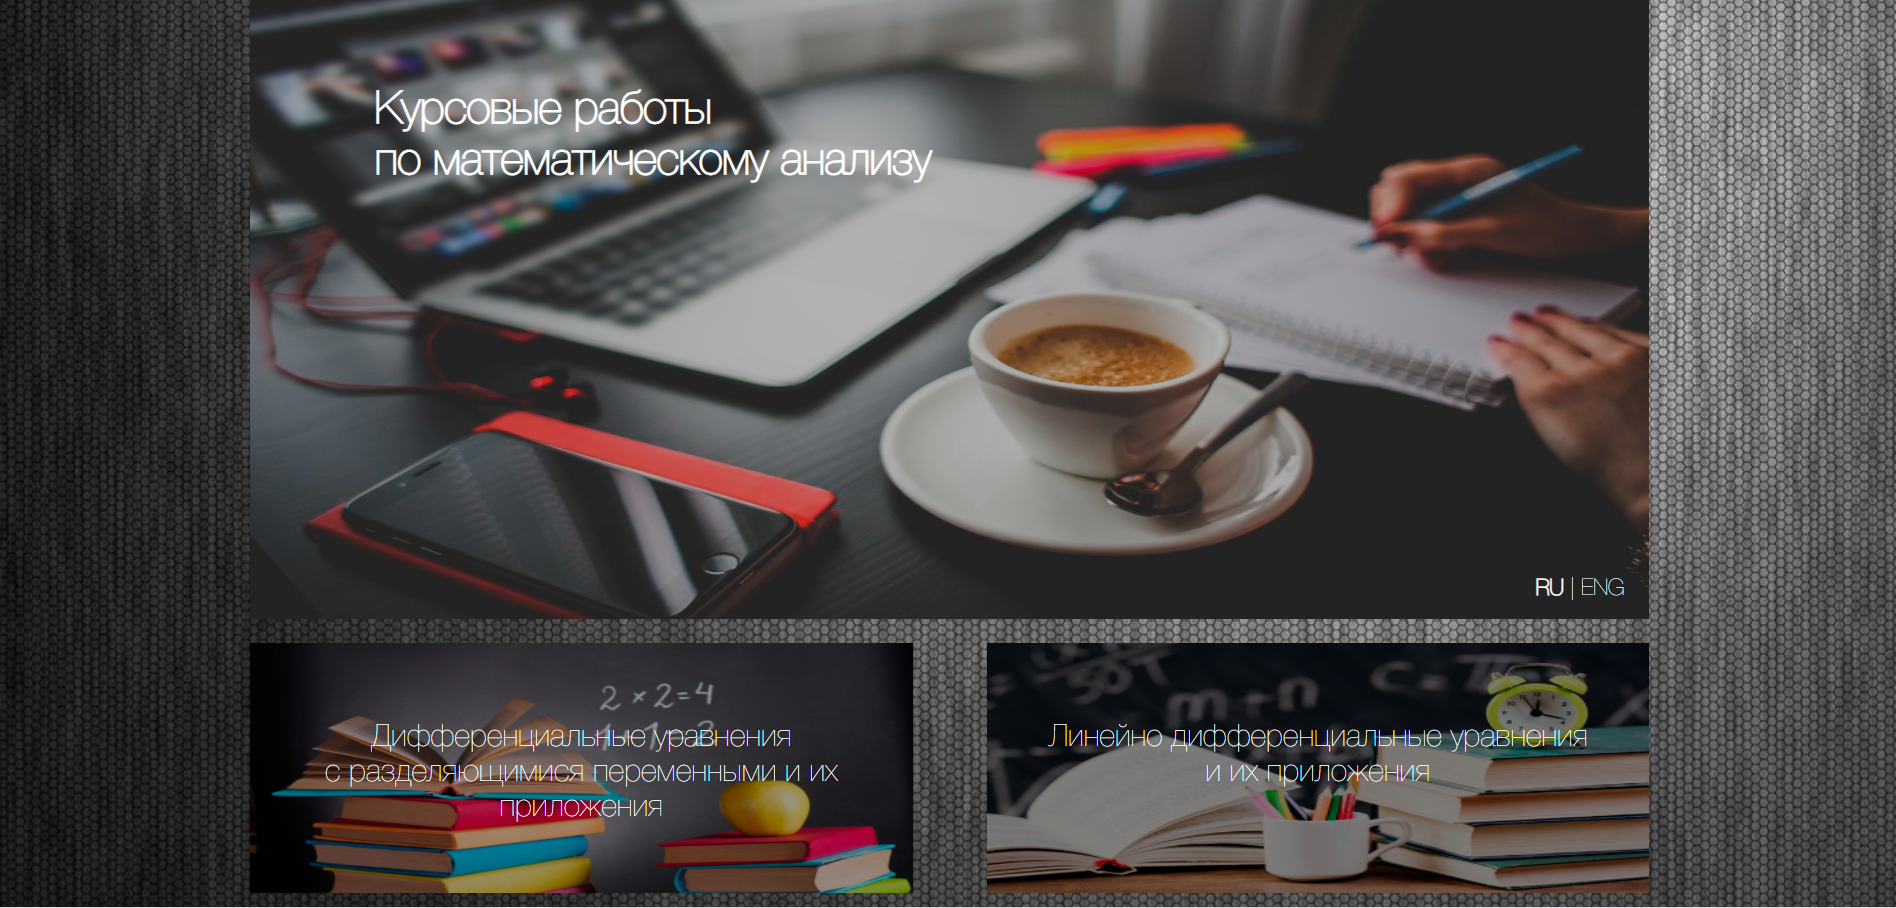 Курсовые работы
по математическому анализу
RU | ENG
2 × 2 = 4
Дифференциальные уравнения
с разделяющимися переменными и их
приложения
m+n
c =
Линейно дифференциальные уравнения
и их приложения